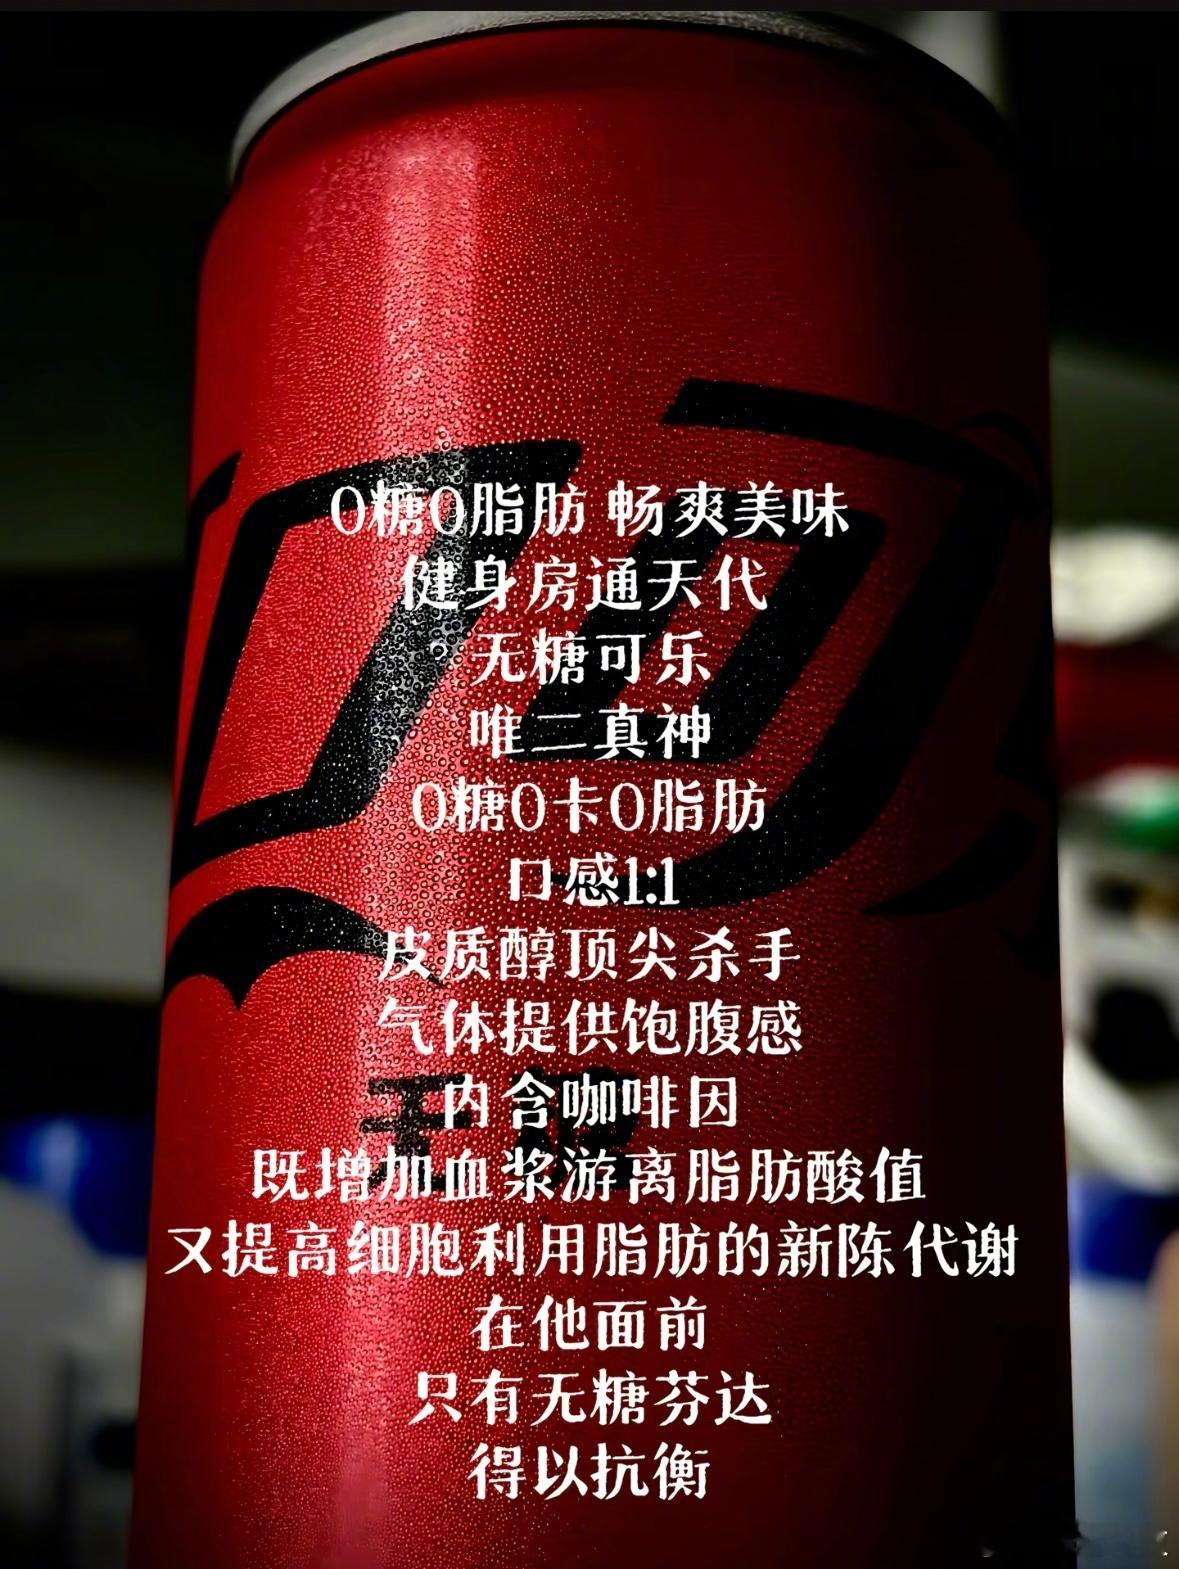 0糖0脂肪 畅爽美味
健身房通天代
无糖可乐
唯二真神
0糖0卡0脂肪
口感1:1
皮质醇顶尖杀手
气体提供饱腹感
内含咖啡因
既增加血浆游离脂肪酸值
又提高细胞利用脂肪的新陈代谢
在他面前
只有无糖芬达
得以抗衡